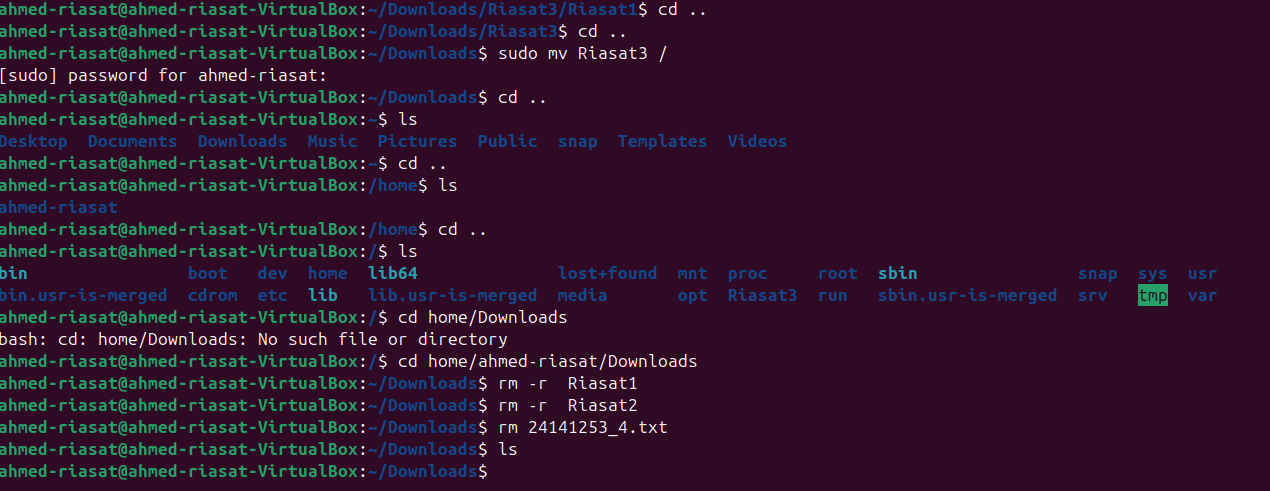 ahmed-riasat@ahmed-riasat-VirtualBox:~/Downloads/Riasat3/Riasat1$ cd ..
ahmed-riasat@ahmed-riasat-VirtualBox:~/Downloads/Riasat3$ cd ..
ahmed-riasat@ahmed-riasat-VirtualBox:~/Downloads$ sudo mv Riasat3 /
[sudo] password for ahmed-riasat:
ahmed-riasat@ahmed-riasat-VirtualBox:~/Downloads$ cd ..
ahmed-riasat@ahmed-riasat-VirtualBox:~$ ls
Desktop  Documents  Downloads  Music  Pictures  Public  snap  Templates  Videos
ahmed-riasat@ahmed-riasat-VirtualBox:~$ cd ..
ahmed-riasat@ahmed-riasat-VirtualBox:/home$ ls
ahmed-riasat
ahmed-riasat@ahmed-riasat-VirtualBox:/home$ cd ..
ahmed-riasat@ahmed-riasat-VirtualBox:/$ ls
bin                boot   dev  home  lib64              lost+found  mnt  proc     root  sbin                snap  sys  usr
bin.usr-is-merged  cdrom  etc  lib   lib.usr-is-merged  media       opt  Riasat3  run   sbin.usr-is-merged  srv   tmp  var
ahmed-riasat@ahmed-riasat-VirtualBox:/$ cd home/Downloads
bash: cd: home/Downloads: No such file or directory
ahmed-riasat@ahmed-riasat-VirtualBox:/$ cd home/ahmed-riasat/Downloads
ahmed-riasat@ahmed-riasat-VirtualBox:~/Downloads$ rm -r  Riasat1
ahmed-riasat@ahmed-riasat-VirtualBox:~/Downloads$ rm -r  Riasat2
ahmed-riasat@ahmed-riasat-VirtualBox:~/Downloads$ rm 24141253_4.txt
ahmed-riasat@ahmed-riasat-VirtualBox:~/Downloads$ ls
ahmed-riasat@ahmed-riasat-VirtualBox:~/Downloads$